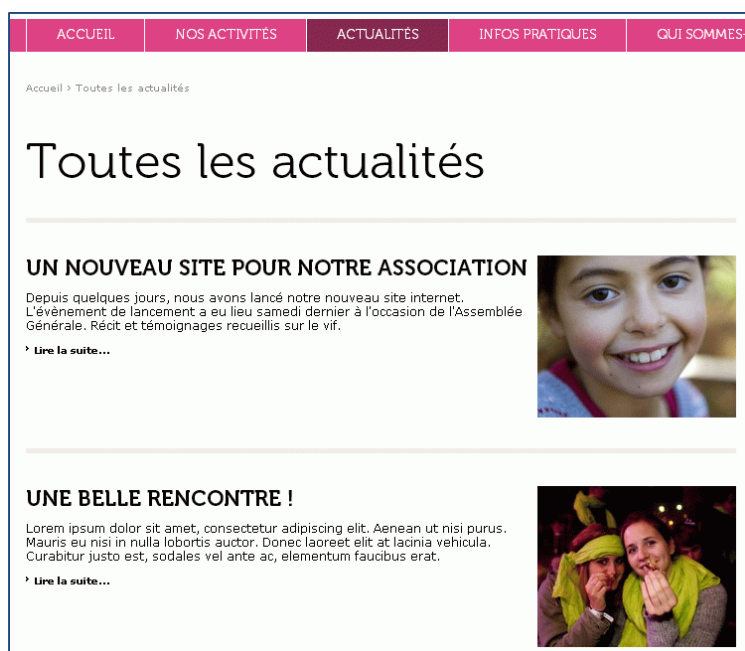 ACCUEIL NOS ACTIVITÉS ACTUALITÉS INFOS PRATIQUES QUI SOMMES-
Accueil > Toutes les actualités
Toutes les actualités
UN NOUVEAU SITE POUR NOTRE ASSOCIATION
Depuis quelques jours, nous avons lancé notre nouveau site internet.
L'évènement de lancement a eu lieu samedi dernier à l'occasion de l'Assemblée
Générale. Récit et témoignages recueillis sur le vif.
Lire la suite...
UNE BELLE RENCONTRE !
Lorem ipsum dolor sit amet, consectetur adipiscing elit. Aenean ut nisi purus.
Mauris eu nisi in nulla lobortis auctor. Donec laoreet elit at lacinia vehicula.
Curabitur justo est, sodales vel ante ac, elementum faucibus erat.
Lire la suite...